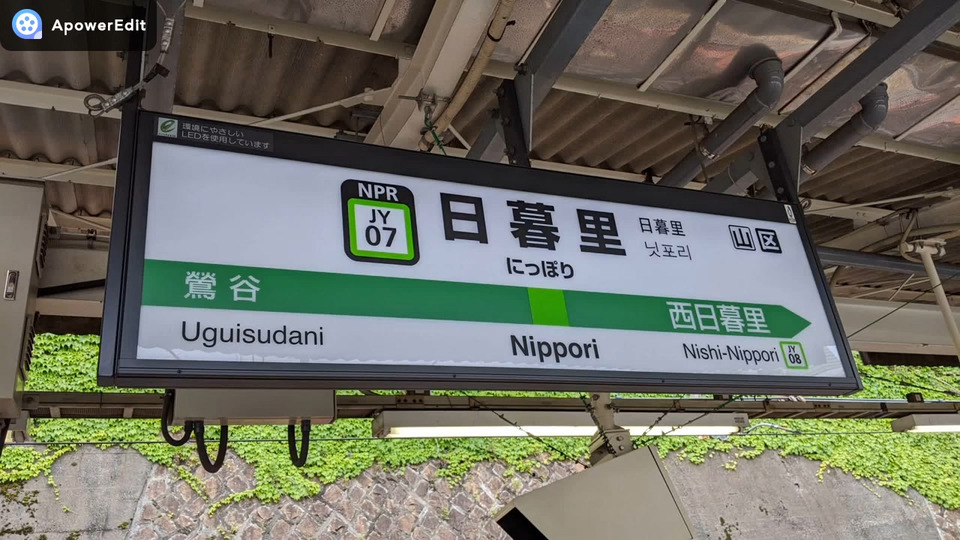 ApowerEdit
環境にやさしい
LEDを使用しています
NPR
JY
07
日暮里
日暮里
닛포리
山 区
にっぽり
鶯谷
西日暮里
Uguisudani
Nippori
Nishi-Nippori
JY
08